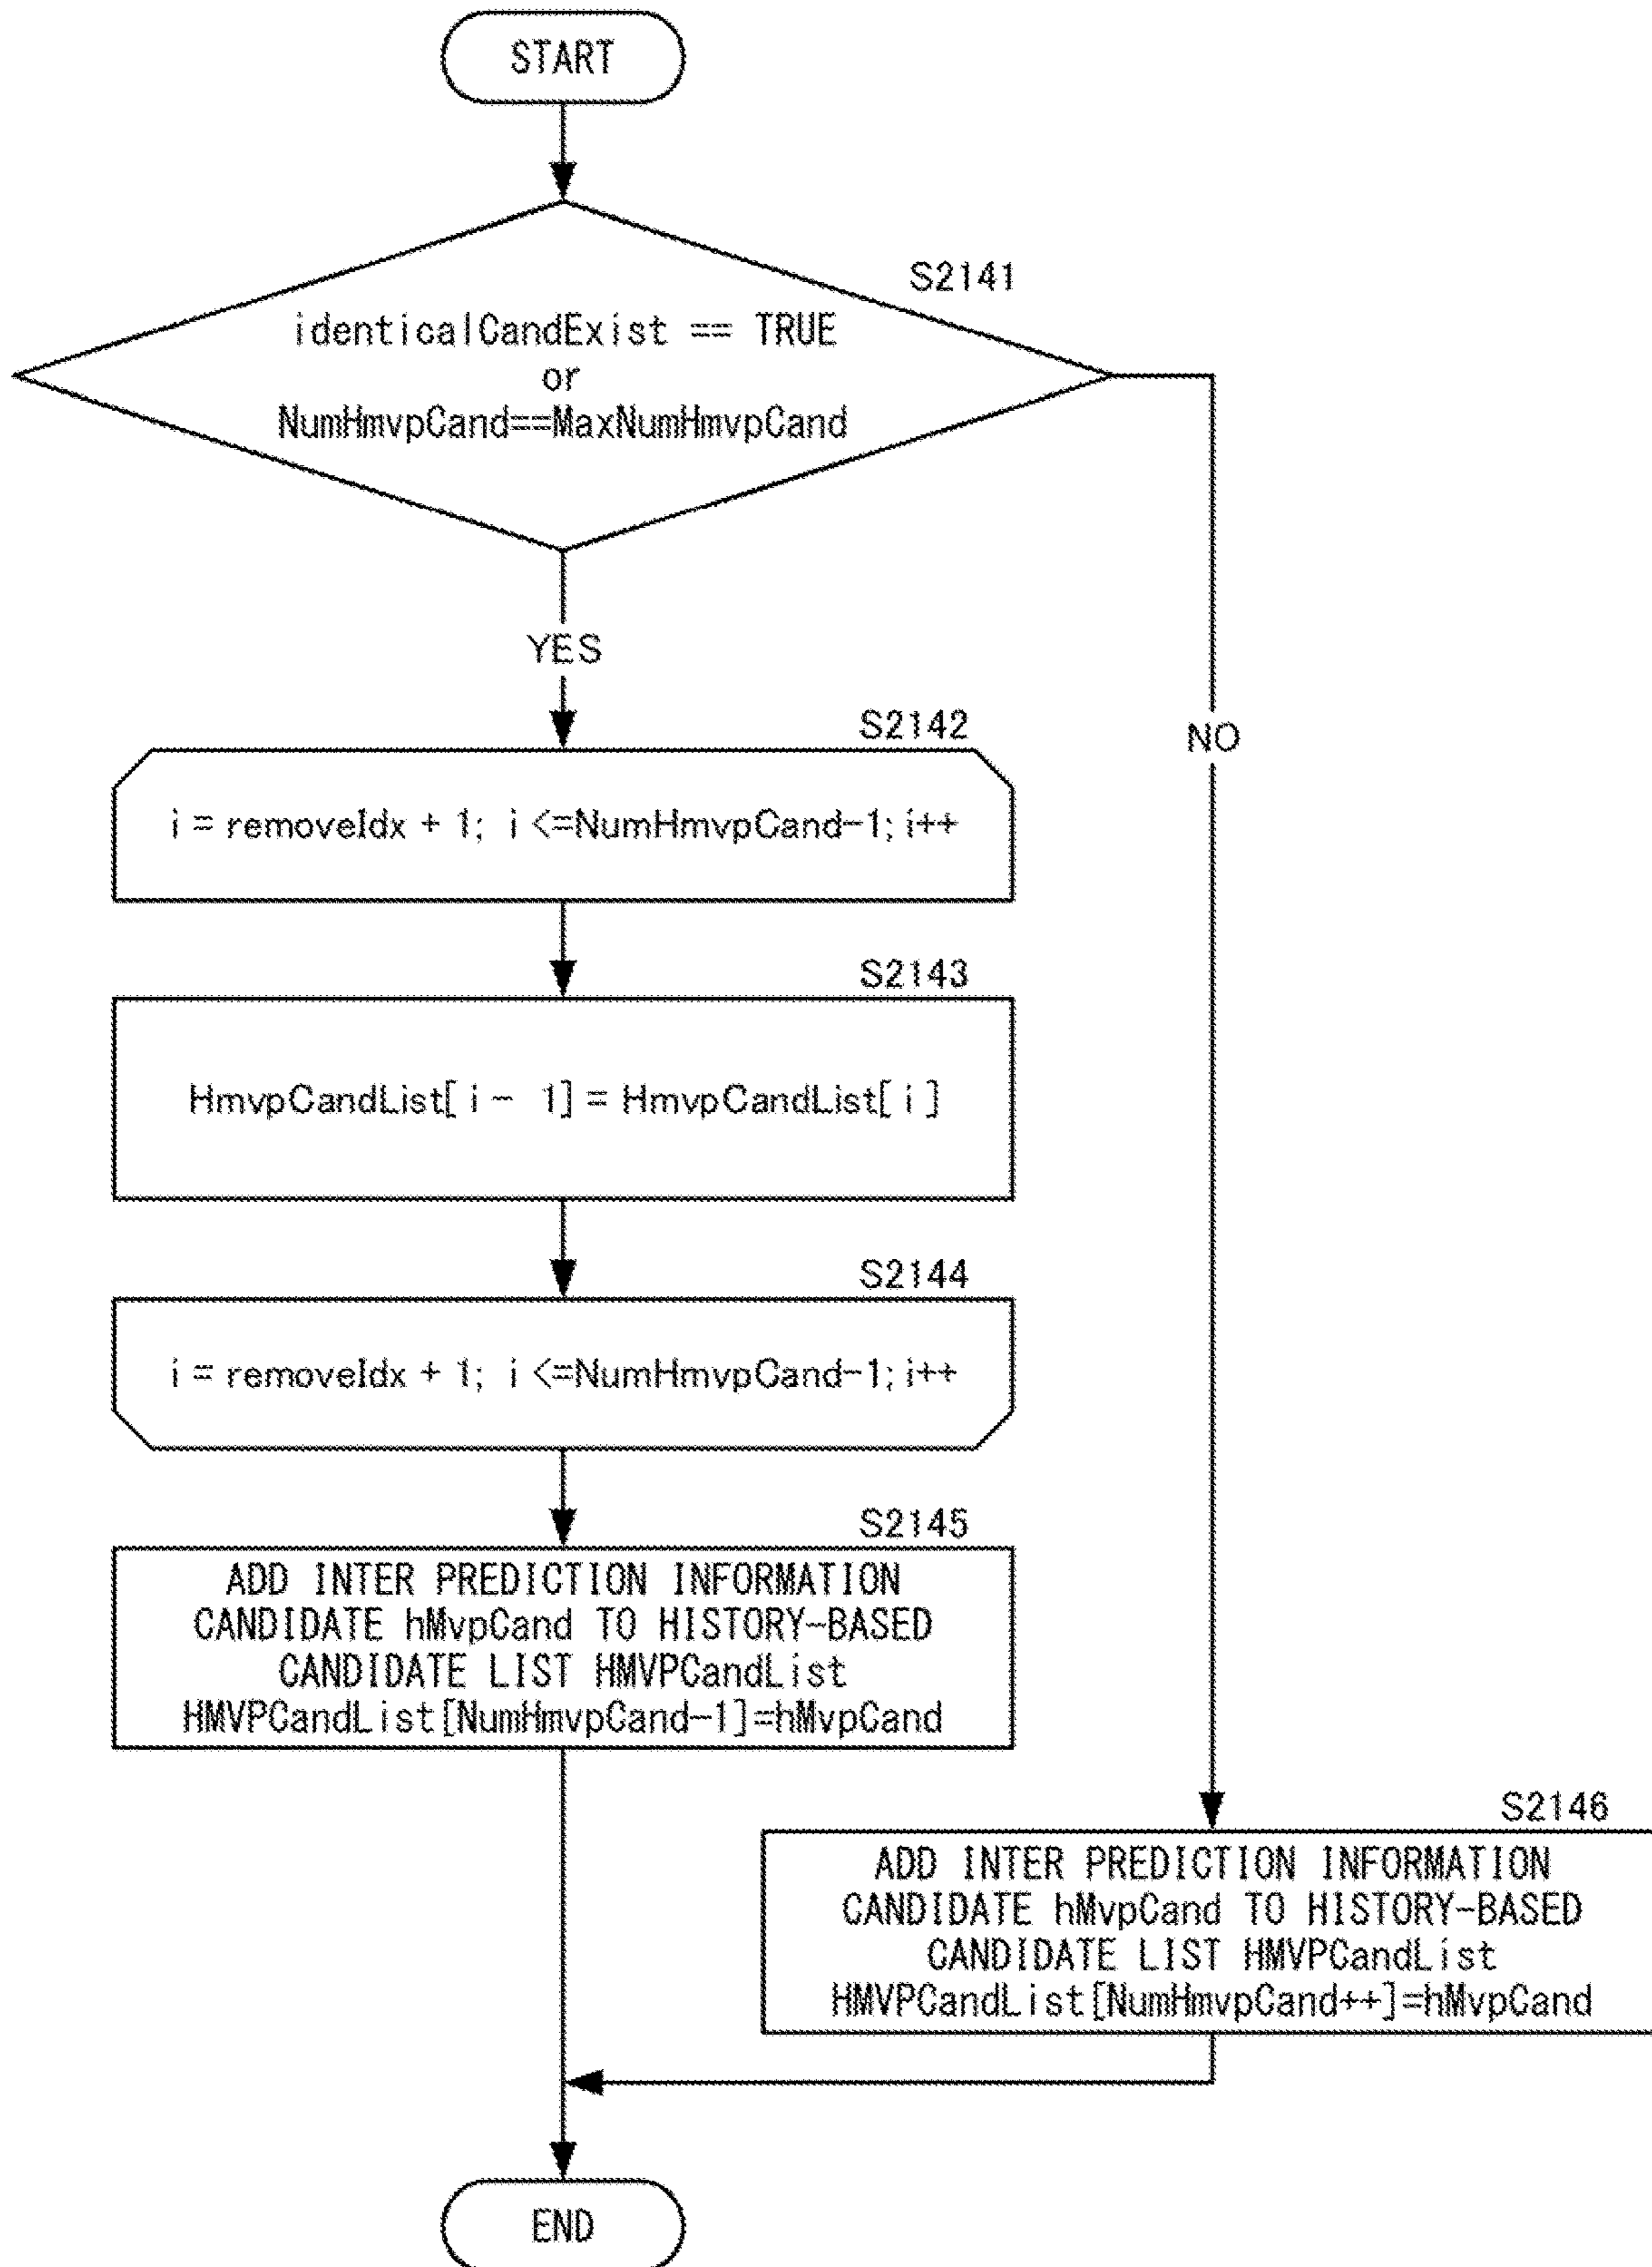 START
S2141
identicalCandExist == TRUE
or
NumHmvpCand==MaxNumHmvpCand
YES
NO
S2142
i = removeIdx + 1; i <=NumHmvpCand-1; i++
S2143
HmvpCandList[ i - 1] = HmvpCandList[ i ]
S2144
i = removeIdx + 1; i <=NumHmvpCand-1; i++
S2145
ADD INTER PREDICTION INFORMATION
CANDIDATE hMvpCand TO HISTORY-BASED
CANDIDATE LIST HMVPCandList
HMVPCandList[NumHmvpCand-1]=hMvpCand
S2146
ADD INTER PREDICTION INFORMATION
CANDIDATE hMvpCand TO HISTORY-BASED
CANDIDATE LIST HMVPCandList
HMVPCandList[NumHmvpCand++]=hMvpCand
END